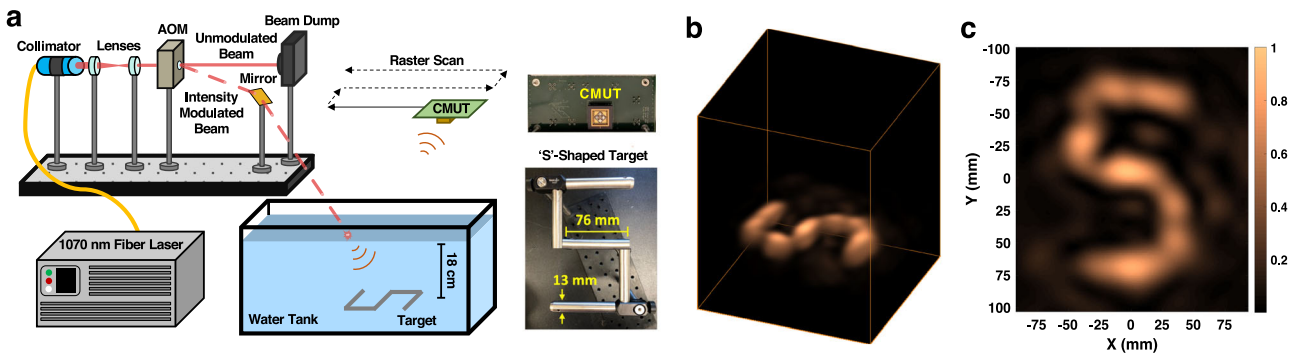 a
Collimator
Lenses
AOM
Unmodulated
Beam
Beam Dump
Mirror
Intensity
Modulated
Beam
Raster Scan
CMUT
1070 nm Fiber Laser
18 cm
Water Tank
Target
CMUT
'S'-Shaped Target
76 mm
13 mm
b
c
Y (mm)
-100
-75
-50
-25
0
25
50
75
100
-75
-50
-25
0
25
50
75
X (mm)
1
0.8
0.6
0.4
0.2